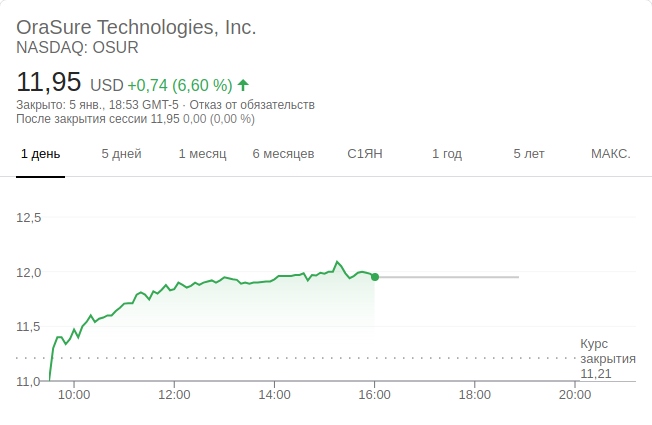 OraSure Technologies, Inc.
NASDAQ: OSUR
11,95 USD +0,74 (6,60 %)
Закрыто: 5 янв., 18:53 GMT-5 · Отказ от обязательств
После закрытия сессии 11,95 0,00 (0,00 %)
1 день 5 дней 1 месяц 6 месяцев С1ЯН 1 год 5 лет МАКС.
12,5
12,0
11,5
Курс
закрытия
11,21
11,0
10:00 12:00 14:00 16:00 18:00 20:00